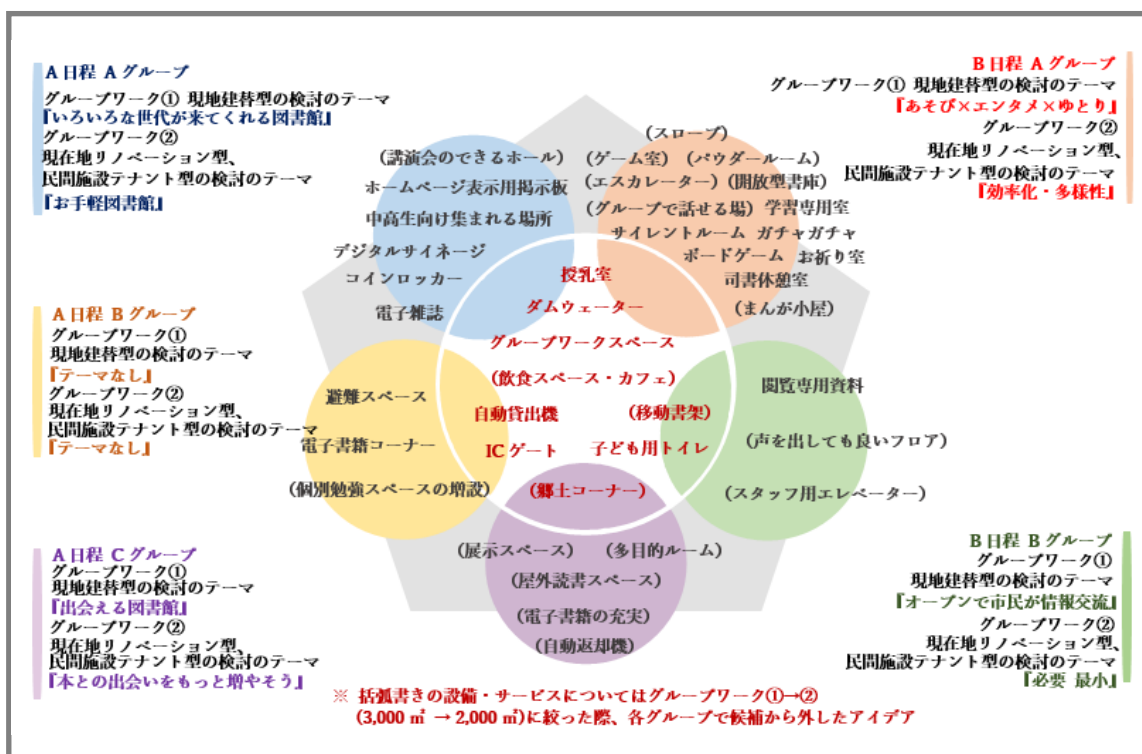 A日程 Aグループ
グループワーク① 現地建替型の検討のテーマ
『いろいろな世代が来てくれる図書館』
グループワーク②
現在地リノベーション型、
民間施設テナント型の検討のテーマ
『お手軽図書館』
B日程 Aグループ
グループワーク① 現地建替型の検討のテーマ
『あそび×エンタメ×ゆとり』
グループワーク②
現在地リノベーション型、
民間施設テナント型の検討のテーマ
『効率化・多様性』
(講演会のできるホール)
ホームページ表示用掲示板
中高生向け集まれる場所
デジタルサイネージ
コインロッカー
電子雑誌
(スロープ)
(ゲーム室) (パウダールーム)
(エスカレーター) (開放型書庫)
(グループで話せる場) 学習専用室
サイレントルーム ガチャガチャ
ボードゲーム お祈り室
司書休憩室
(まんが小屋)
授乳室
ダムウェーター
グループワークスペース
(飲食スペース・カフェ)
自動貸出機 (移動書架)
ICゲート 子ども用トイレ
(郷土コーナー)
A日程 Bグループ
グループワーク①
現地建替型の検討のテーマ
『テーマなし』
グループワーク②
現在地リノベーション型、
民間施設テナント型の検討のテーマ
『テーマなし』
避難スペース
電子書籍コーナー
(個別勉強スペースの増設)
閲覧専用資料
(声を出しても良いフロア)
(スタッフ用エレベーター)
A日程 Cグループ
グループワーク①
現地建替型の検討のテーマ
『出会える図書館』
グループワーク②
現在地リノベーション型、
民間施設テナント型の検討のテーマ
『本との出会いをもっと増やそう』
(展示スペース) (多目的ルーム)
(屋外読書スペース)
(電子書籍の充実)
(自動返却機)
B日程 Bグループ
グループワーク①
現地建替型の検討のテーマ
『オープンで市民が情報交流』
グループワーク②
現在地リノベーション型、
民間施設テナント型の検討のテーマ
『必要 最小』
※ 括弧書きの設備・サービスについてはグループワーク①→②
(3,000 ㎡ → 2,000 ㎡)に絞った際、各グループで候補から外したアイデア